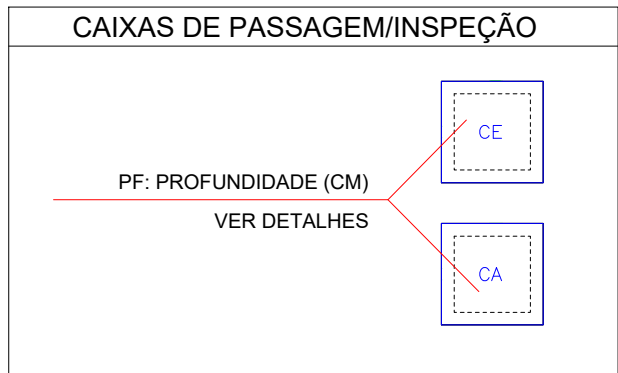 CAIXAS DE PASSAGEM/INSPEÇÃO
CE
PF: PROFUNDIDADE (CM)
VER DETALHES
CA